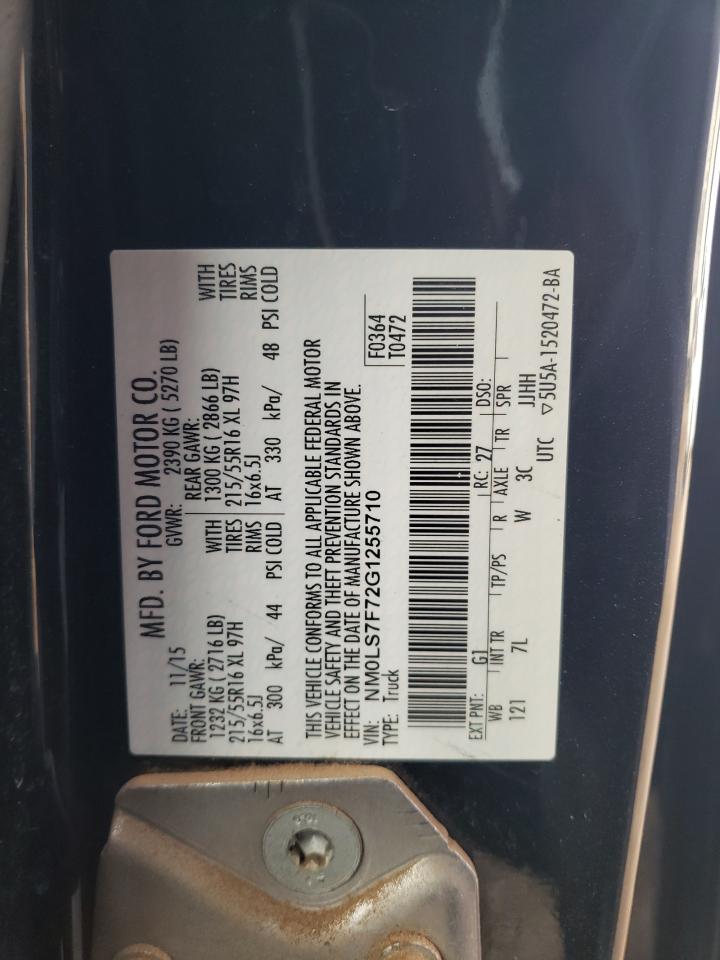 MFD. BY FORD MOTOR CO.
DATE: 11/15 GVWR: 2390 KG ( 5270 LB)
FRONT GAWR: REAR GAWR:
1232 KG ( 2716 LB) WITH 1300 KG ( 2866 LB) WITH
215/55R16 XL 97H TIRES 215/55R16 XL 97H TIRES
16x6.5J RIMS 16x6.5J RIMS
AT 300 kPa/ 44 PSI COLD AT 330 kPa/ 48 PSI COLD
THIS VEHICLE CONFORMS TO ALL APPLICABLE FEDERAL MOTOR
VEHICLE SAFETY AND THEFT PREVENTION STANDARDS IN
EFFECT ON THE DATE OF MANUFACTURE SHOWN ABOVE.
VIN: NM0LS7F72G1255710 F0364
TYPE: Truck T0472
EXT PNT: G1 RC: 27 DSO:
WB INT TR TP/PS R AXLE TR SPR
121 7L W 3C JJHH
UTC ▽5U5A-1520472-BA